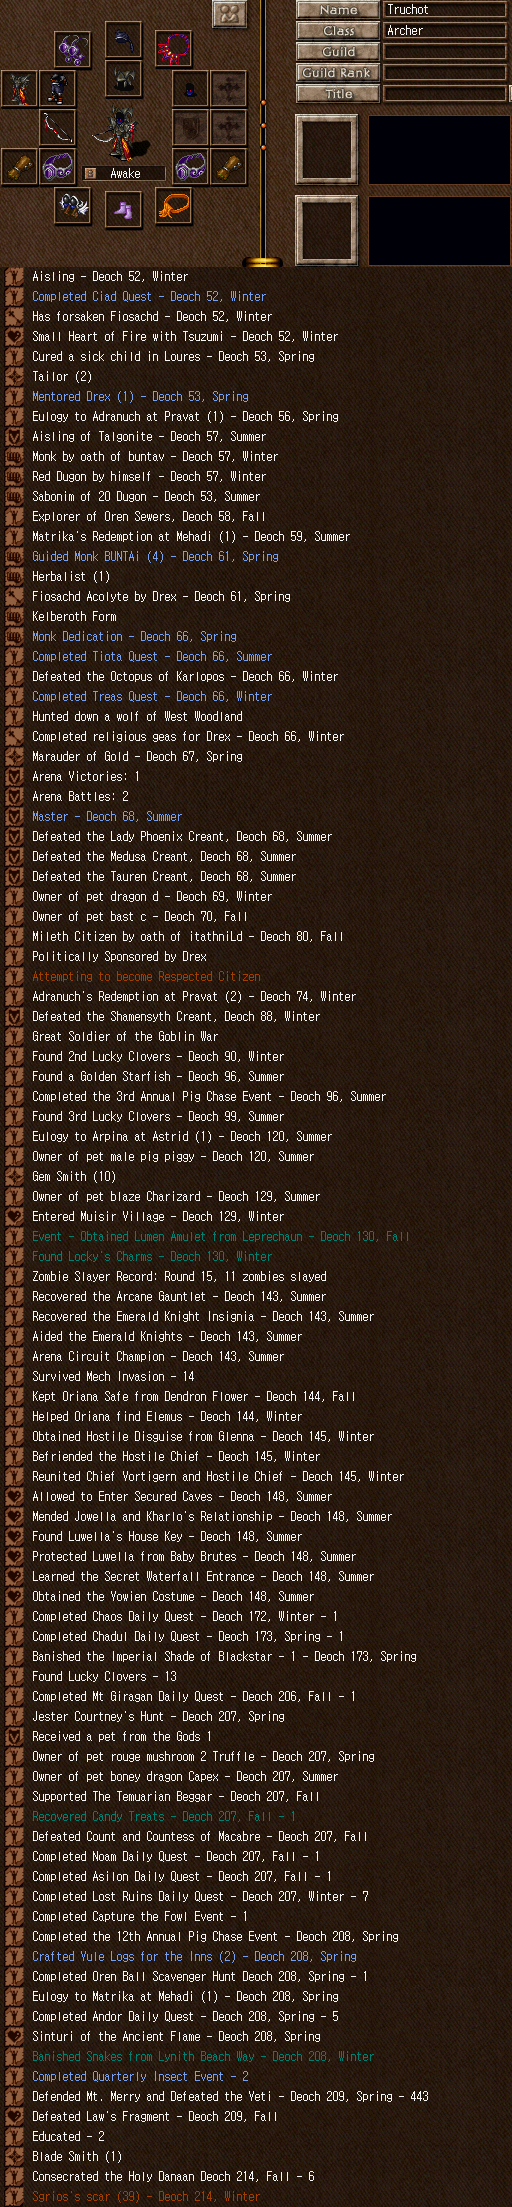 Name Truchot
Class Archer
Guild
Guild Rank
Title
Awake
Aisling - Deoch 52, Winter
Completed Ciad Quest - Deoch 52, Winter
Has forsaken Fiosachd - Deoch 52, Winter
Small Heart of Fire with Tsuzumi - Deoch 52, Winter
Cured a sick child in Loures - Deoch 53, Spring
Tailor (2)
Mentored Drex (1) - Deoch 53, Spring
Eulogy to Adranuch at Pravat (1) - Deoch 56, Spring
Aisling of Talgonite - Deoch 57, Summer
Monk by oath of buntav - Deoch 57, Winter
Red Dugon by himself - Deoch 57, Winter
Sabonim of 20 Dugon - Deoch 53, Summer
Explorer of Oren Sewers, Deoch 58, Fall
Matrika's Redemption at Mehadi (1) - Deoch 59, Summer
Guided Monk BUNTAi (4) - Deoch 61, Spring
Herbalist (1)
Fiosachd Acolyte by Drex - Deoch 61, Spring
Kelberoth Form
Monk Dedication - Deoch 66, Spring
Completed Tiota Quest - Deoch 66, Summer
Defeated the Octopus of Karlopos - Deoch 66, Winter
Completed Treas Quest - Deoch 66, Winter
Hunted down a wolf of West Woodland
Completed religious geas for Drex - Deoch 66, Winter
Marauder of Gold - Deoch 67, Spring
Arena Victories: 1
Arena Battles: 2
Master - Deoch 68, Summer
Defeated the Lady Phoenix Creant, Deoch 68, Summer
Defeated the Medusa Creant, Deoch 68, Summer
Defeated the Tauren Creant, Deoch 68, Summer
Owner of pet dragon d - Deoch 69, Winter
Owner of pet bast c - Deoch 70, Fall
Mileth Citizen by oath of itathniLd - Deoch 80, Fall
Politically Sponsored by Drex
Attempting to become Respected Citizen
Adranuch's Redemption at Pravat (2) - Deoch 74, Winter
Defeated the Shamensyth Creant, Deoch 88, Winter
Great Soldier of the Goblin War
Found 2nd Lucky Clovers - Deoch 90, Winter
Found a Golden Starfish - Deoch 96, Summer
Completed the 3rd Annual Pig Chase Event - Deoch 96, Summer
Found 3rd Lucky Clovers - Deoch 99, Summer
Eulogy to Arpina at Astrid (1) - Deoch 120, Summer
Owner of pet male pig piggy - Deoch 120, Summer
Gem Smith (10)
Owner of pet blaze Charizard - Deoch 129, Summer
Entered Muisir Village - Deoch 129, Winter
Event - Obtained Lumen Amulet from Leprechaun - Deoch 130, Fall
Found Locky's Charms - Deoch 130, Winter
Zombie Slayer Record: Round 15, 11 zombies slayed
Recovered the Arcane Gauntlet - Deoch 143, Summer
Recovered the Emerald Knight Insignia - Deoch 143, Summer
Aided the Emerald Knights - Deoch 143, Summer
Arena Circuit Champion - Deoch 143, Summer
Survived Mech Invasion - 14
Kept Oriana Safe from Dendron Flower - Deoch 144, Fall
Helped Oriana find Elemus - Deoch 144, Winter
Obtained Hostile Disguise from Glenna - Deoch 145, Winter
Befriended the Hostile Chief - Deoch 145, Winter
Reunited Chief Vortigern and Hostile Chief - Deoch 145, Winter
Allowed to Enter Secured Caves - Deoch 148, Summer
Mended Jowella and Kharlo's Relationship - Deoch 148, Summer
Found Luwella's House Key - Deoch 148, Summer
Protected Luwella from Baby Brutes - Deoch 148, Summer
Learned the Secret Waterfall Entrance - Deoch 148, Summer
Obtained the Yowien Costume - Deoch 148, Summer
Completed Chaos Daily Quest - Deoch 172, Winter - 1
Completed Chadul Daily Quest - Deoch 173, Spring - 1
Banished the Imperial Shade of Blackstar - 1 - Deoch 173, Spring
Found Lucky Clovers - 13
Completed Mt Giragan Daily Quest - Deoch 206, Fall - 1
Jester Courtney's Hunt - Deoch 207, Spring
Received a pet from the Gods 1
Owner of pet rouge mushroom 2 Truffle - Deoch 207, Spring
Owner of pet boney dragon Capex - Deoch 207, Summer
Supported The Temuarian Beggar - Deoch 207, Fall
Recovered Candy Treats - Deoch 207, Fall - 1
Defeated Count and Countess of Macabre - Deoch 207, Fall
Completed Noam Daily Quest - Deoch 207, Fall - 1
Completed Asilon Daily Quest - Deoch 207, Fall - 1
Completed Lost Ruins Daily Quest - Deoch 207, Winter - 7
Completed Capture the Fowl Event - 1
Completed the 12th Annual Pig Chase Event - Deoch 208, Spring
Crafted Yule Logs for the Inns (2) - Deoch 208, Spring
Completed Oren Ball Scavenger Hunt Deoch 208, Spring - 1
Eulogy to Matrika at Mehadi (1) - Deoch 208, Spring
Completed Andor Daily Quest - Deoch 208, Spring - 5
Sinturi of the Ancient Flame - Deoch 208, Spring
Banished Snakes from Lynith Beach Way - Deoch 208, Winter
Completed Quarterly Insect Event - 2
Defended Mt. Merry and Defeated the Yeti - Deoch 209, Spring - 443
Defeated Law's Fragment - Deoch 209, Fall
Educated - 2
Blade Smith (1)
Consecrated the Holy Danaan Deoch 214, Fall - 6
Sgrios's scar (39) - Deoch 214, Winter